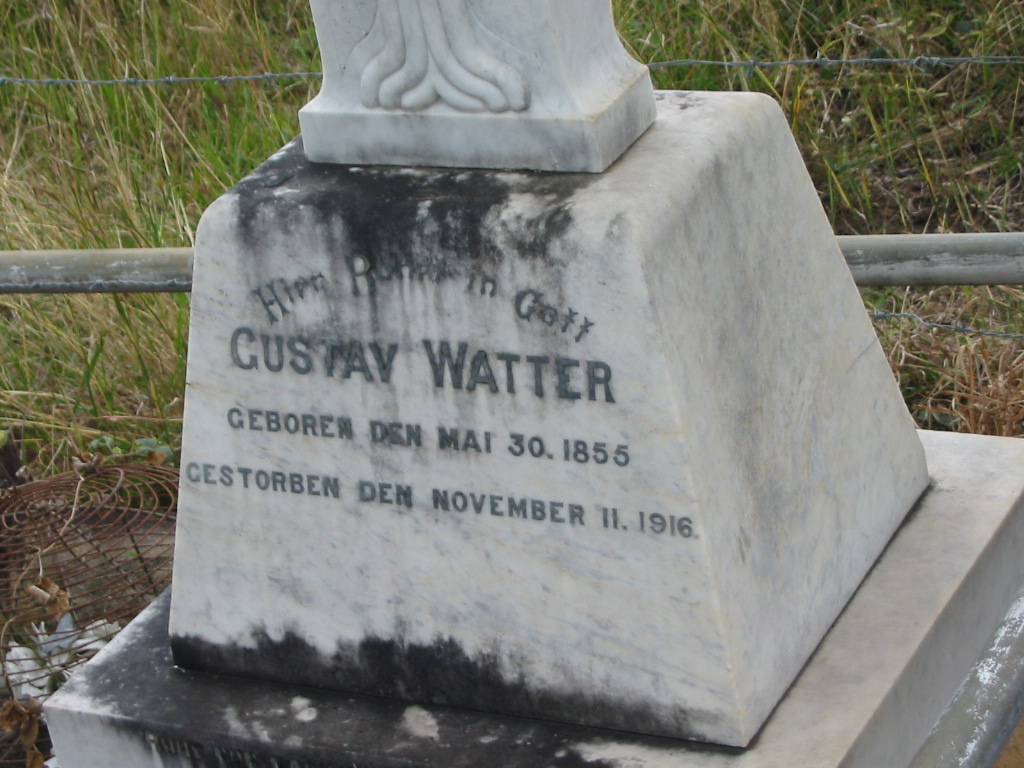 Hier Ruht in Gott
GUSTAV WATTER
GEBOREN DEN MAI 30. 1855
GESTORBEN DEN NOVEMBER 11. 1916.